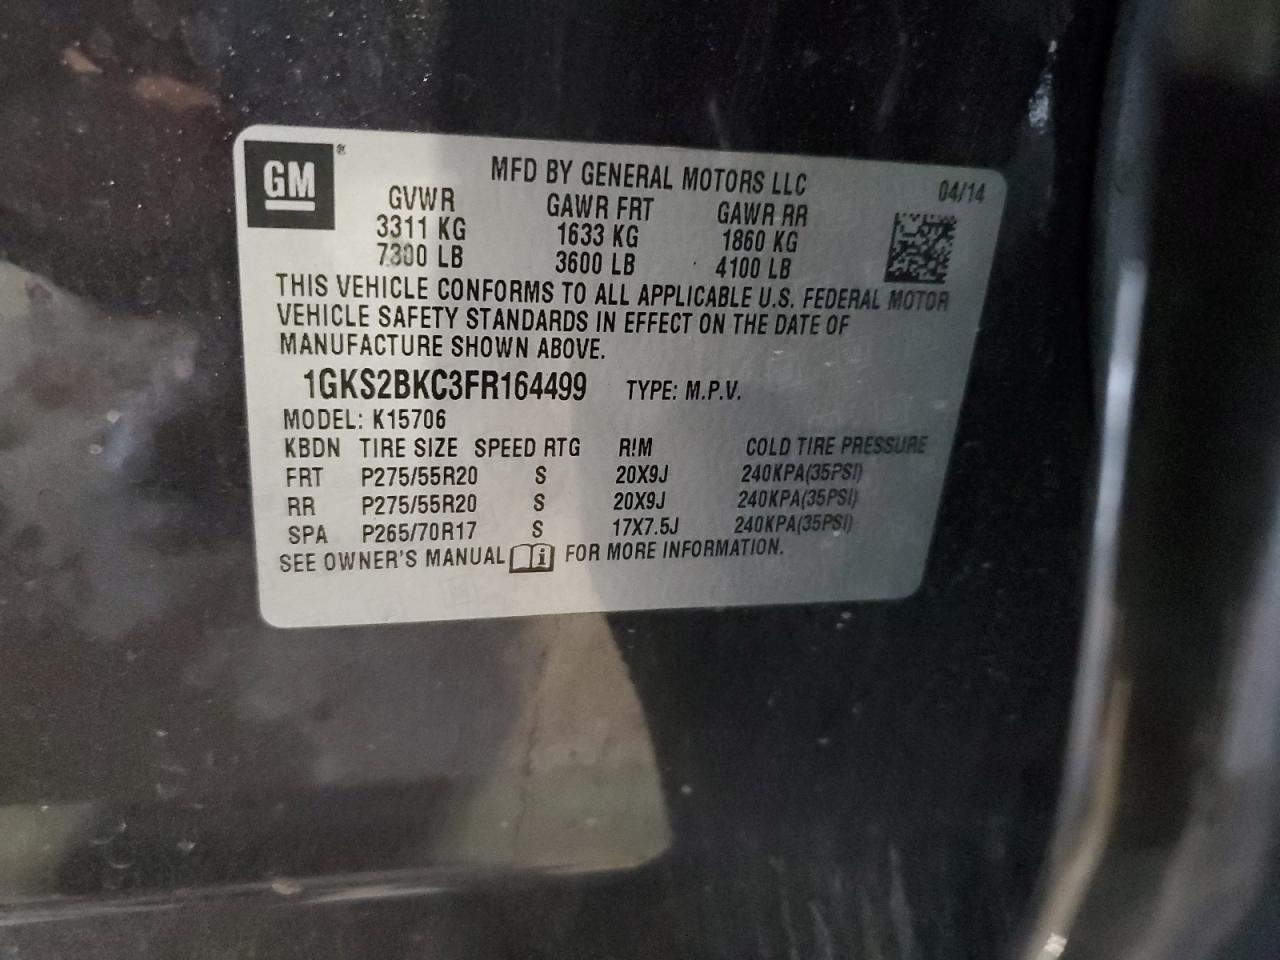 GM ®
MFD BY GENERAL MOTORS LLC 04/14
GVWR GAWR FRT GAWR RR
3311 KG 1633 KG 1860 KG
7300 LB 3600 LB 4100 LB
THIS VEHICLE CONFORMS TO ALL APPLICABLE U.S. FEDERAL MOTOR
VEHICLE SAFETY STANDARDS IN EFFECT ON THE DATE OF
MANUFACTURE SHOWN ABOVE.
1GKS2BKC3FR164499 TYPE: M.P.V.
MODEL: K15706
KBDN TIRE SIZE SPEED RTG RIM COLD TIRE PRESSURE
FRT P275/55R20 S 20X9J 240KPA(35PSI)
RR P275/55R20 S 20X9J 240KPA(35PSI)
SPA P265/70R17 S 17X7.5J 240KPA(35PSI)
SEE OWNER'S MANUAL i FOR MORE INFORMATION.